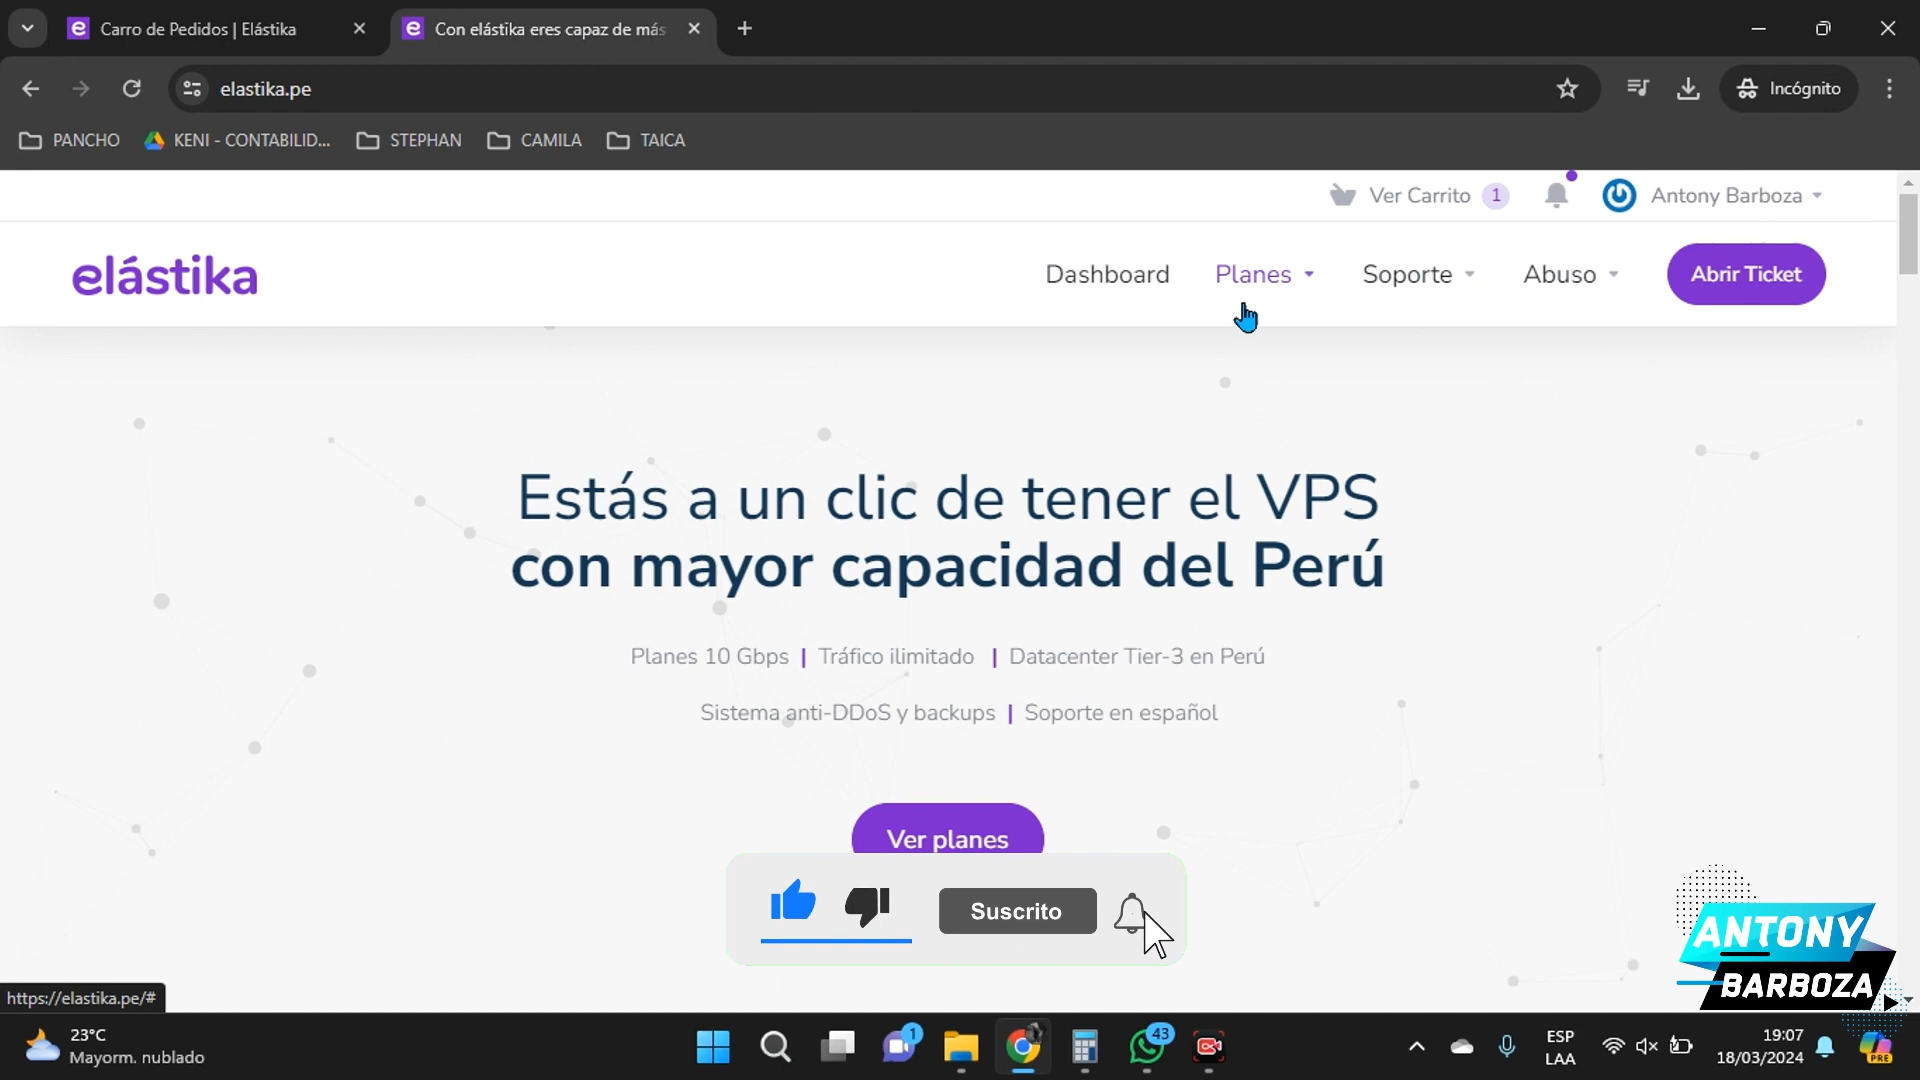 Carro de Pedidos | Elástika
Con elástika eres capaz de más
elastika.pe
Incógnito
PANCHO
KENI - CONTABILID...
STEPHAN
CAMILA
TAICA
Ver Carrito 1
Antony Barboza
elástika
Dashboard
Planes
Soporte
Abuso
Abrir Ticket
Estás a un clic de tener el VPS
con mayor capacidad del Perú
Planes 10 Gbps | Tráfico ilimitado | Datacenter Tier-3 en Perú
Sistema anti-DDoS y backups | Soporte en español
Ver planes
Suscrito
ANTONY
BARBOZA
https://elastika.pe/#
23°C
Mayorm. nublado
1
43
ESP
LAA
19:07
18/03/2024
PRE